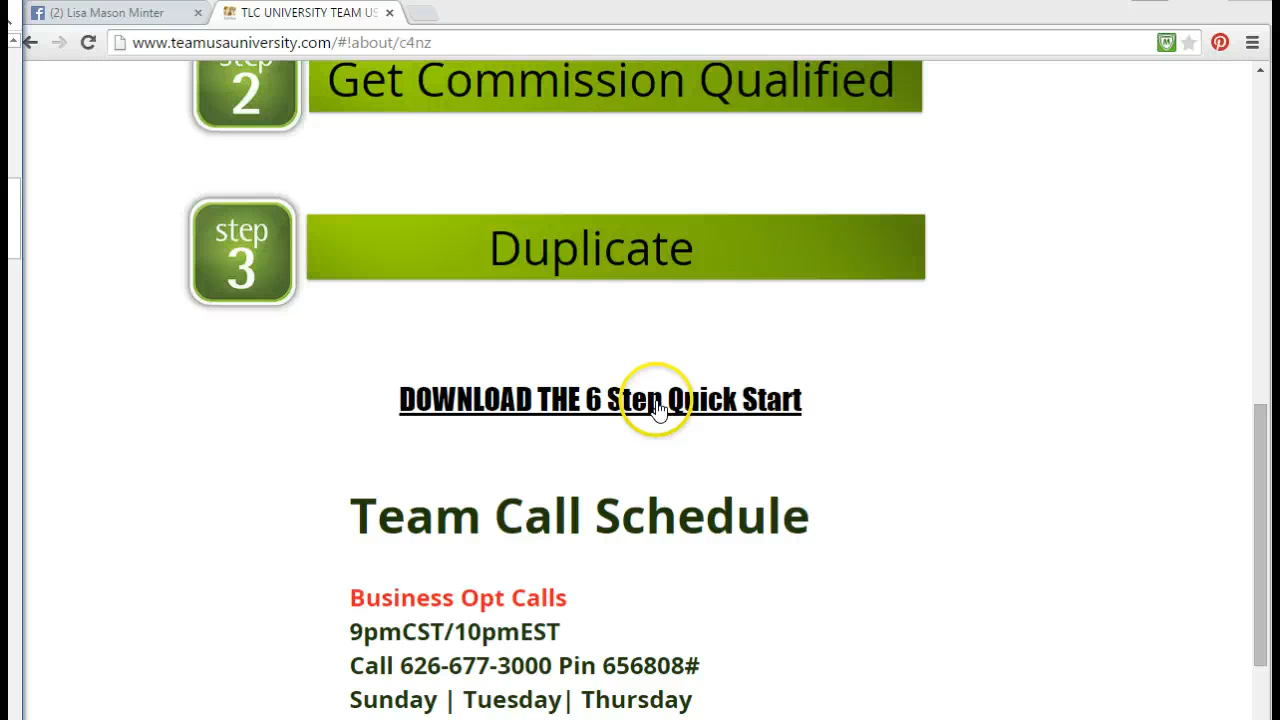 (2) Lisa Mason Minter
TLC UNIVERSITY TEAM US
www.teamusauniversity.com/#!about/c4nz
step
2
Get Commission Qualified
step
3
Duplicate
DOWNLOAD THE 6 Step Quick Start
Team Call Schedule
Business Opt Calls
9pmCST/10pmEST
Call 626-677-3000 Pin 656808#
Sunday | Tuesday| Thursday